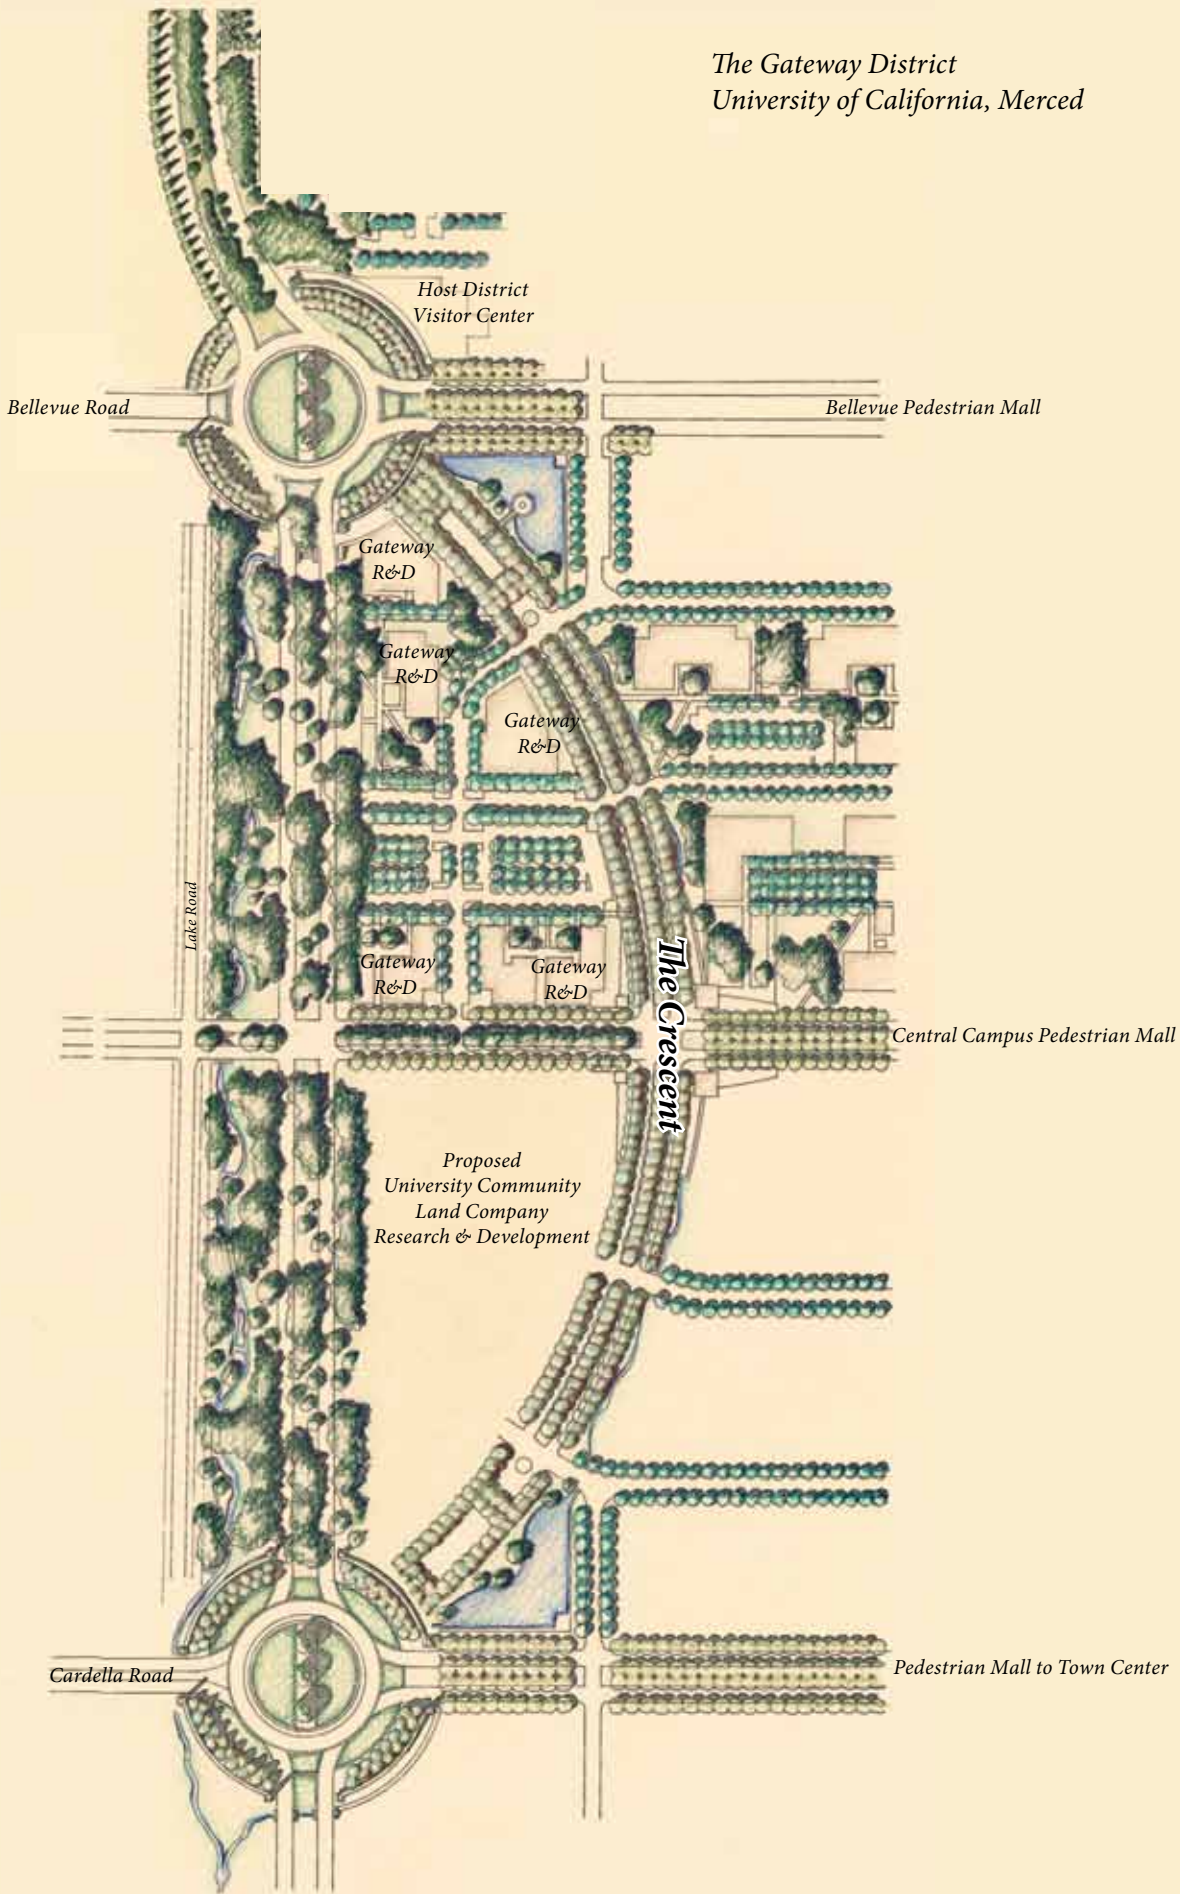 The Gateway District
University of California, Merced
Host District
Visitor Center
Bellevue Road
Bellevue Pedestrian Mall
Gateway
R&D
Gateway
R&D
Gateway
R&D
Lake Road
Gateway
R&D
Gateway
R&D
The Crescent
Central Campus Pedestrian Mall
Proposed
University Community
Land Company
Research & Development
Cardella Road
Pedestrian Mall to Town Center